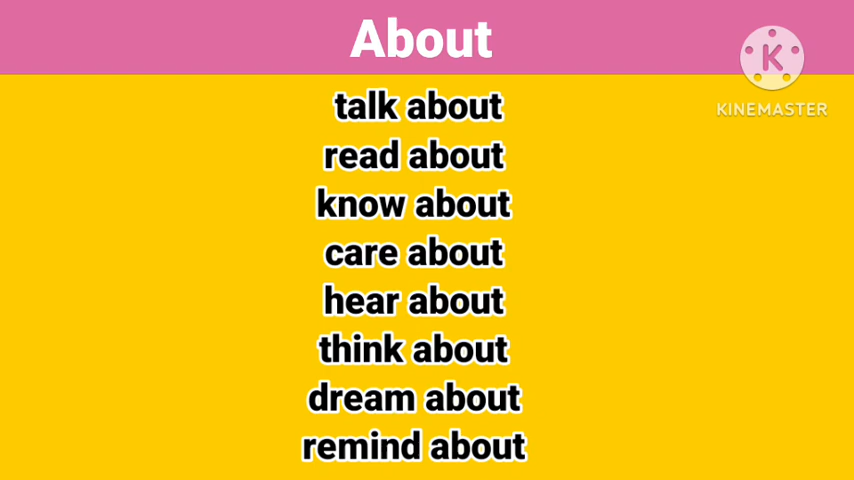 About
KINEMASTER
talk about
read about
know about
care about
hear about
think about
dream about
remind about